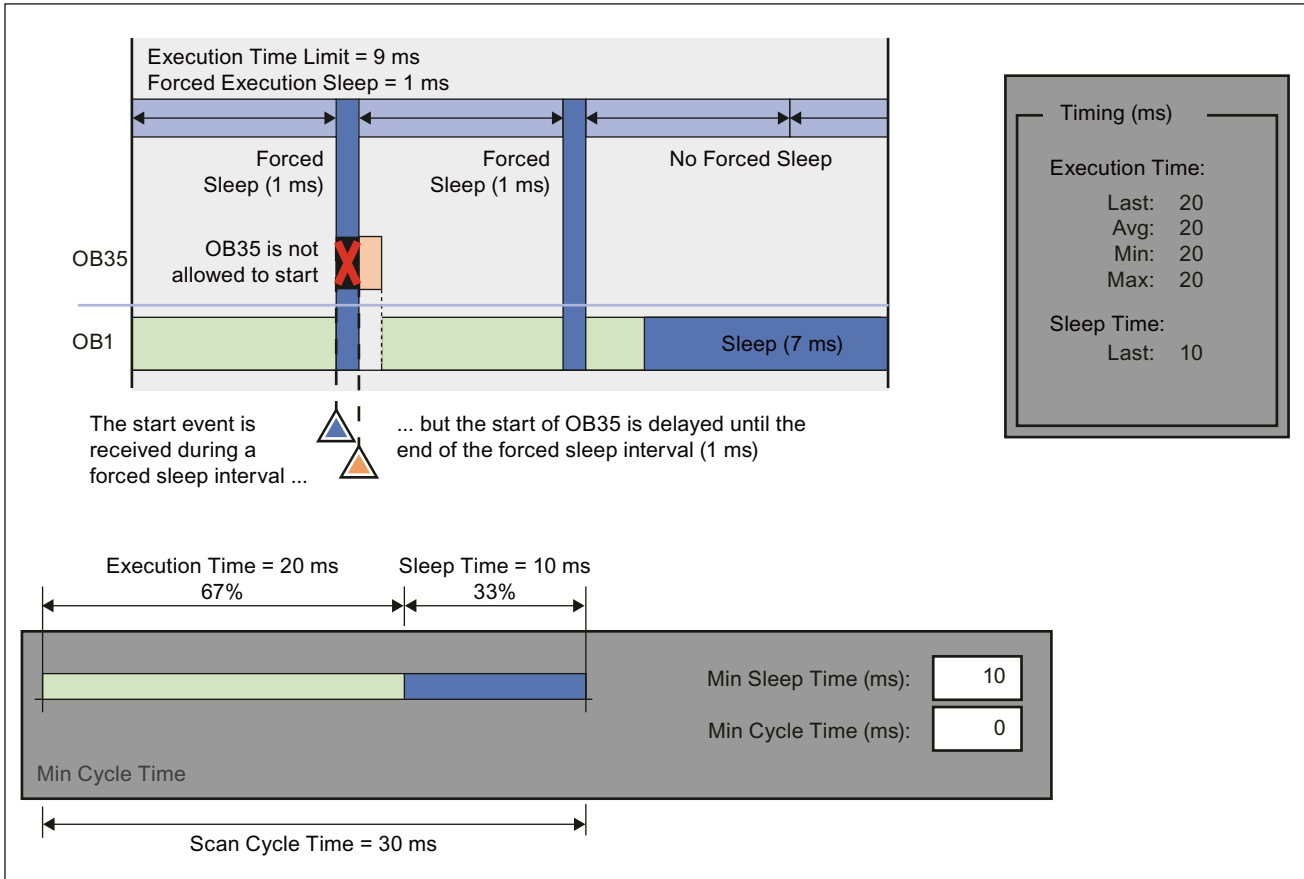 Execution Time Limit = 9 ms
Forced Execution Sleep = 1 ms
Forced
Sleep (1 ms)
Forced
Sleep (1 ms)
No Forced Sleep
OB35
OB35 is not
allowed to start
OB1
Sleep (7 ms)
The start event is
received during a
forced sleep interval ...
... but the start of OB35 is delayed until the
end of the forced sleep interval (1 ms)
Timing (ms)
Execution Time:
Last: 20
Avg: 20
Min: 20
Max: 20
Sleep Time:
Last: 10
Execution Time = 20 ms
67%
Sleep Time = 10 ms
33%
Min Sleep Time (ms): 10
Min Cycle Time (ms): 0
Min Cycle Time
Scan Cycle Time = 30 ms